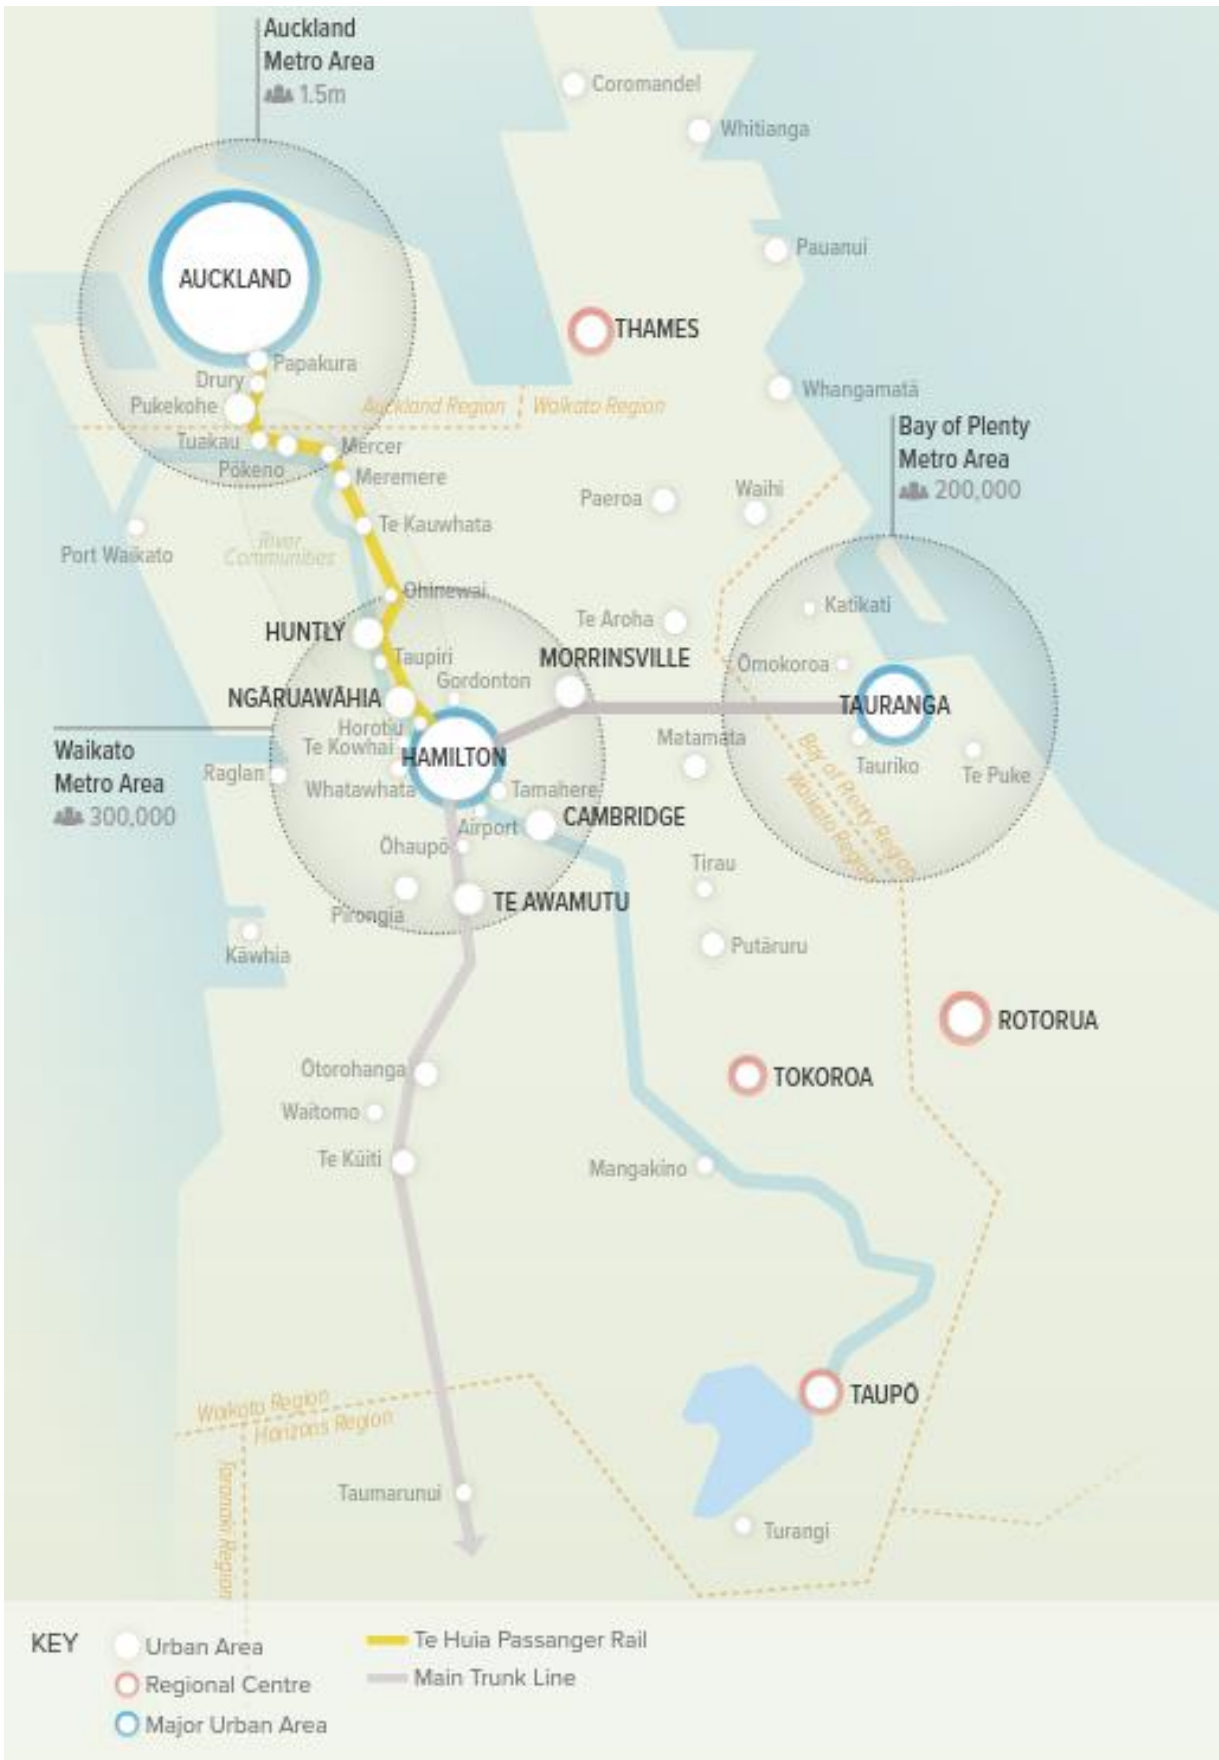 Auckland
Metro Area
1.5m
Coromandel
Whitianga
Pauanui
AUCKLAND
THAMES
Papakura
Drury
Pukekohe
Whangamatā
Auckland Region
Waikato Region
Tuakau
Mercer
Pōkeno
Meremere
Bay of Plenty
Metro Area
200,000
Paeroa
Waihi
Te Kauwhata
Port Waikato
River
Communities
Ohinewai
Katikati
Te Aroha
HUNTLY
Taupiri
MORRINSVILLE
Ōmokoroa
Gordonton
NGĀRUAWĀHIA
TAURANGA
Horotiu
Te Kowhai
HAMILTON
Matamata
Tauriko
Te Puke
Waikato
Metro Area
300,000
Raglan
Whatawhata
Tamahere
Bay of Plenty Region
Waikato Region
Airport
CAMBRIDGE
Ōhaupō
Tirau
Pirongia
TE AWAMUTU
Putāruru
Kāwhia
ROTORUA
Ōtorohanga
TOKOROA
Waitomo
Te Kūiti
Mangakino
TAUPŌ
Waikato Region
Horizons Region
Taranaki Region
Taumarunui
Turangi
KEY
Urban Area
Regional Centre
Major Urban Area
Te Huia Passanger Rail
Main Trunk Line